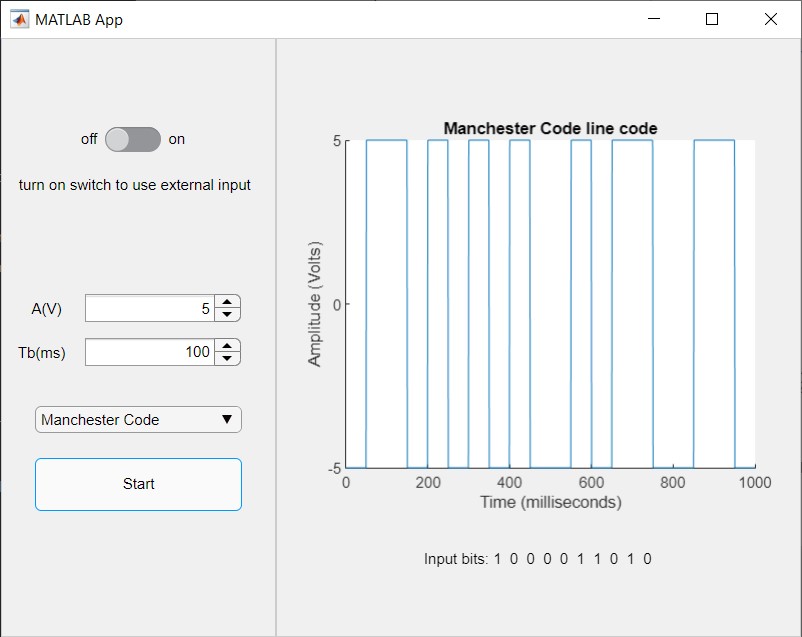 MATLAB App
off on
turn on switch to use external input
A(V) 5
Tb(ms) 100
Manchester Code
Start
Manchester Code line code
5
0
-5
Amplitude (Volts)
0 200 400 600 800 1000
Time (milliseconds)
Input bits: 1 0 0 0 0 1 1 0 1 0